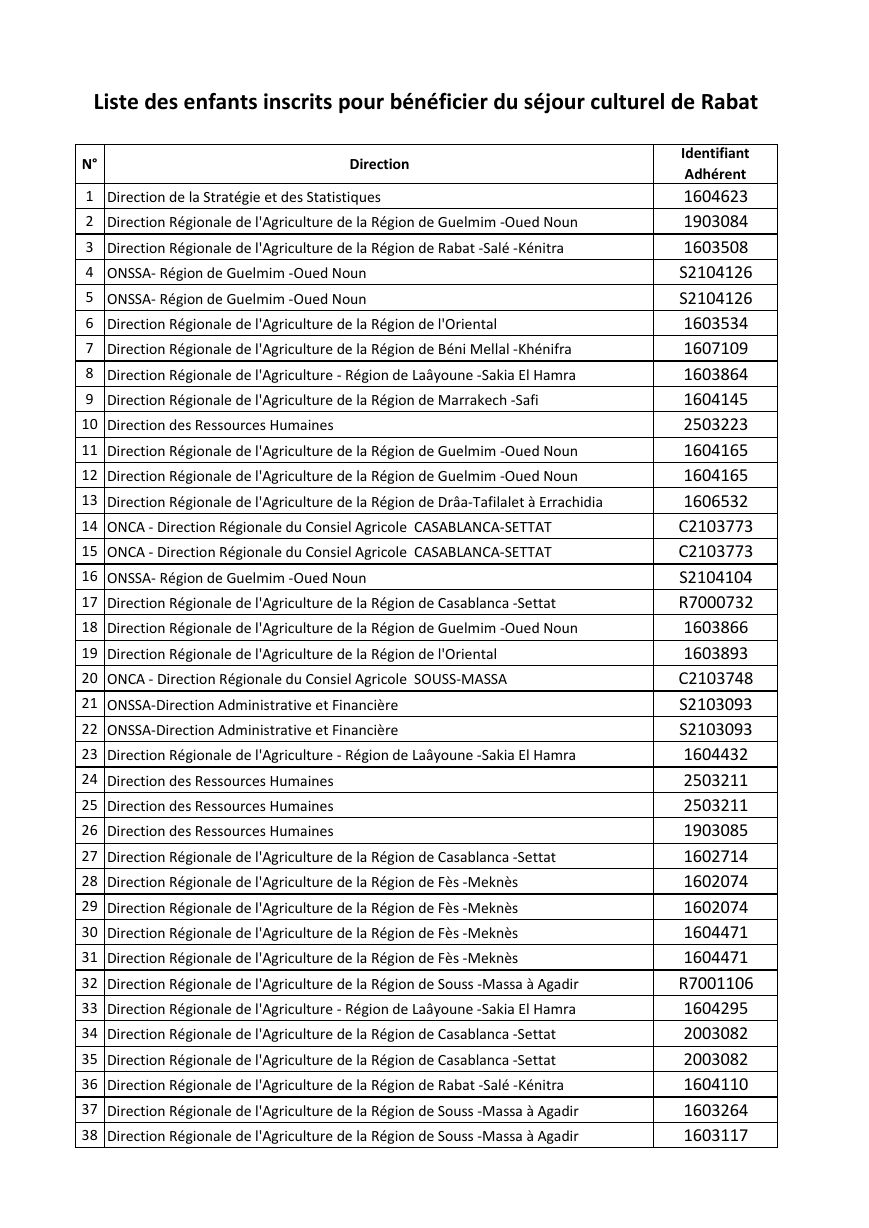 Liste des enfants inscrits pour bénéficier du séjour culturel de Rabat
N° Direction Identifiant Adhérent
1 Direction de la Stratégie et des Statistiques 1604623
2 Direction Régionale de l'Agriculture de la Région de Guelmim -Oued Noun 1903084
3 Direction Régionale de l'Agriculture de la Région de Rabat -Salé -Kénitra 1603508
4 ONSSA- Région de Guelmim -Oued Noun S2104126
5 ONSSA- Région de Guelmim -Oued Noun S2104126
6 Direction Régionale de l'Agriculture de la Région de l'Oriental 1603534
7 Direction Régionale de l'Agriculture de la Région de Béni Mellal -Khénifra 1607109
8 Direction Régionale de l'Agriculture - Région de Laâyoune -Sakia El Hamra 1603864
9 Direction Régionale de l'Agriculture de la Région de Marrakech -Safi 1604145
10 Direction des Ressources Humaines 2503223
11 Direction Régionale de l'Agriculture de la Région de Guelmim -Oued Noun 1604165
12 Direction Régionale de l'Agriculture de la Région de Guelmim -Oued Noun 1604165
13 Direction Régionale de l'Agriculture de la Région de Drâa-Tafilalet à Errachidia 1606532
14 ONCA - Direction Régionale du Consiel Agricole  CASABLANCA-SETTAT C2103773
15 ONCA - Direction Régionale du Consiel Agricole  CASABLANCA-SETTAT C2103773
16 ONSSA- Région de Guelmim -Oued Noun S2104104
17 Direction Régionale de l'Agriculture de la Région de Casablanca -Settat R7000732
18 Direction Régionale de l'Agriculture de la Région de Guelmim -Oued Noun 1603866
19 Direction Régionale de l'Agriculture de la Région de l'Oriental 1603893
20 ONCA - Direction Régionale du Consiel Agricole  SOUSS-MASSA C2103748
21 ONSSA-Direction Administrative et Financière S2103093
22 ONSSA-Direction Administrative et Financière S2103093
23 Direction Régionale de l'Agriculture - Région de Laâyoune -Sakia El Hamra 1604432
24 Direction des Ressources Humaines 2503211
25 Direction des Ressources Humaines 2503211
26 Direction des Ressources Humaines 1903085
27 Direction Régionale de l'Agriculture de la Région de Casablanca -Settat 1602714
28 Direction Régionale de l'Agriculture de la Région de Fès -Meknès 1602074
29 Direction Régionale de l'Agriculture de la Région de Fès -Meknès 1602074
30 Direction Régionale de l'Agriculture de la Région de Fès -Meknès 1604471
31 Direction Régionale de l'Agriculture de la Région de Fès -Meknès 1604471
32 Direction Régionale de l'Agriculture de la Région de Souss -Massa à Agadir R7001106
33 Direction Régionale de l'Agriculture - Région de Laâyoune -Sakia El Hamra 1604295
34 Direction Régionale de l'Agriculture de la Région de Casablanca -Settat 2003082
35 Direction Régionale de l'Agriculture de la Région de Casablanca -Settat 2003082
36 Direction Régionale de l'Agriculture de la Région de Rabat -Salé -Kénitra 1604110
37 Direction Régionale de l'Agriculture de la Région de Souss -Massa à Agadir 1603264
38 Direction Régionale de l'Agriculture de la Région de Souss -Massa à Agadir 1603117